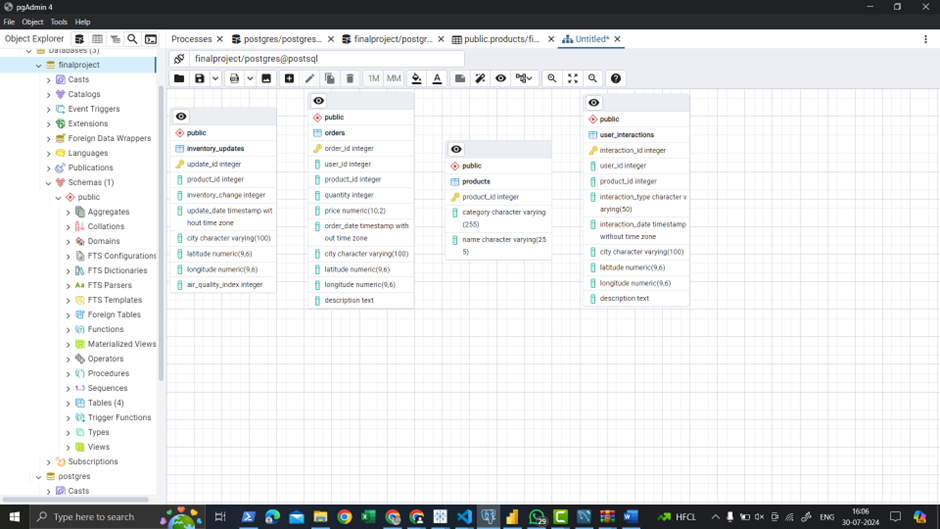 pgAdmin 4
File Object Tools Help
Object Explorer
Processes
postgres/postgres...
finalproject/postgr...
public.products/fi...
Untitled*
finalproject/postgres@postsql
1M
MM
Databases (3)
finalproject
Casts
Catalogs
Event Triggers
Extensions
Foreign Data Wrappers
Languages
Publications
Schemas (1)
public
Aggregates
Collations
Domains
FTS Configurations
FTS Dictionaries
FTS Parsers
FTS Templates
Foreign Tables
Functions
Materialized Views
Operators
Procedures
Sequences
Tables (4)
Trigger Functions
Types
Views
Subscriptions
postgres
Casts
public
inventory_updates
update_id integer
product_id integer
inventory_change integer
update_date timestamp wit
hout time zone
city character varying(100)
latitude numeric(9,6)
longitude numeric(9,6)
air_quality_index integer
public
orders
order_id integer
user_id integer
product_id integer
quantity integer
price numeric(10,2)
order_date timestamp with
out time zone
city character varying(100)
latitude numeric(9,6)
longitude numeric(9,6)
description text
public
products
product_id integer
category character varying
(255)
name character varying(25
5)
public
user_interactions
interaction_id integer
user_id integer
product_id integer
interaction_type character v
arying(50)
interaction_date timestamp
without time zone
city character varying(100)
latitude numeric(9,6)
longitude numeric(9,6)
description text
Type here to search
29
HFCL
ENG
16:06
30-07-2024